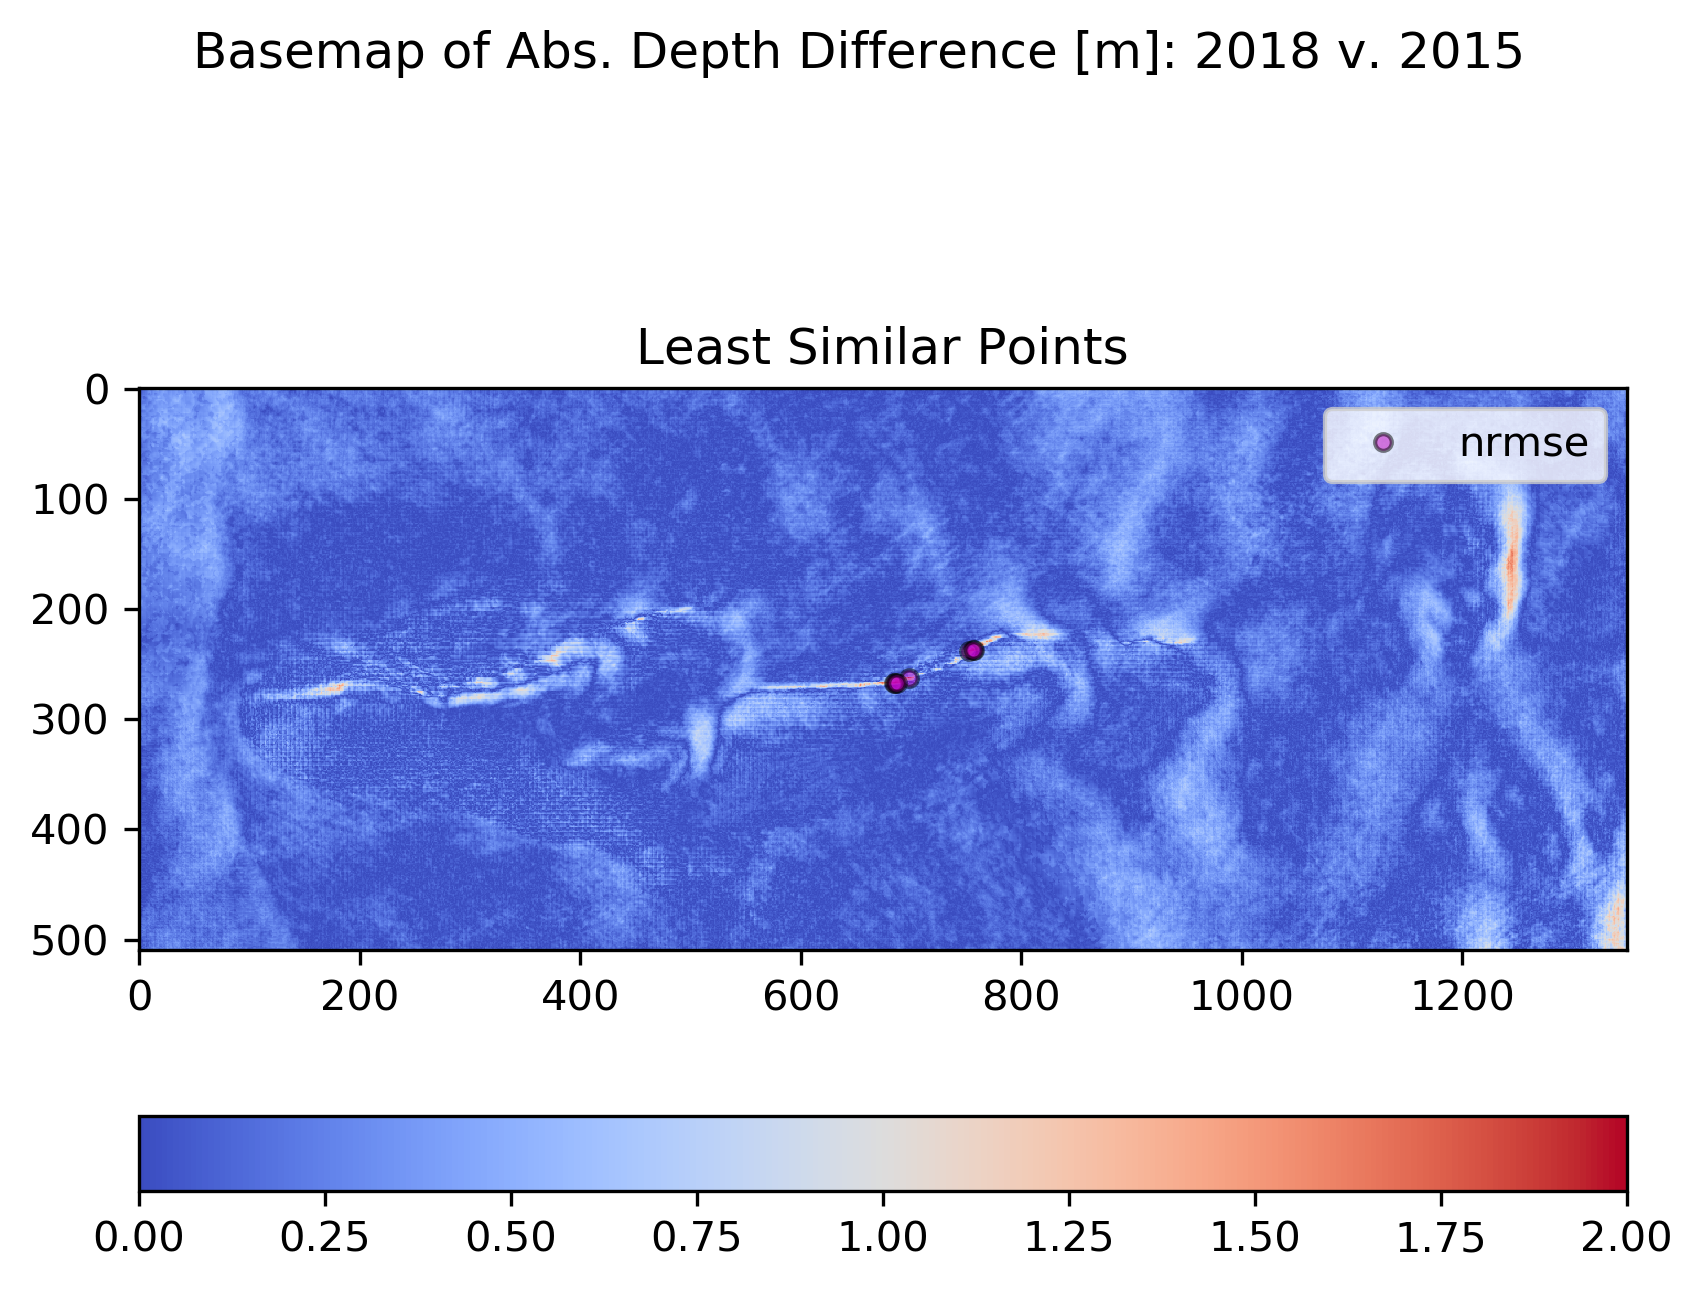 Basemap of Abs. Depth Difference [m]: 2018 v. 2015
Least Similar Points
nrmse
0
100
200
300
400
500
0 200 400 600 800 1000 1200
0.00 0.25 0.50 0.75 1.00 1.25 1.50 1.75 2.00